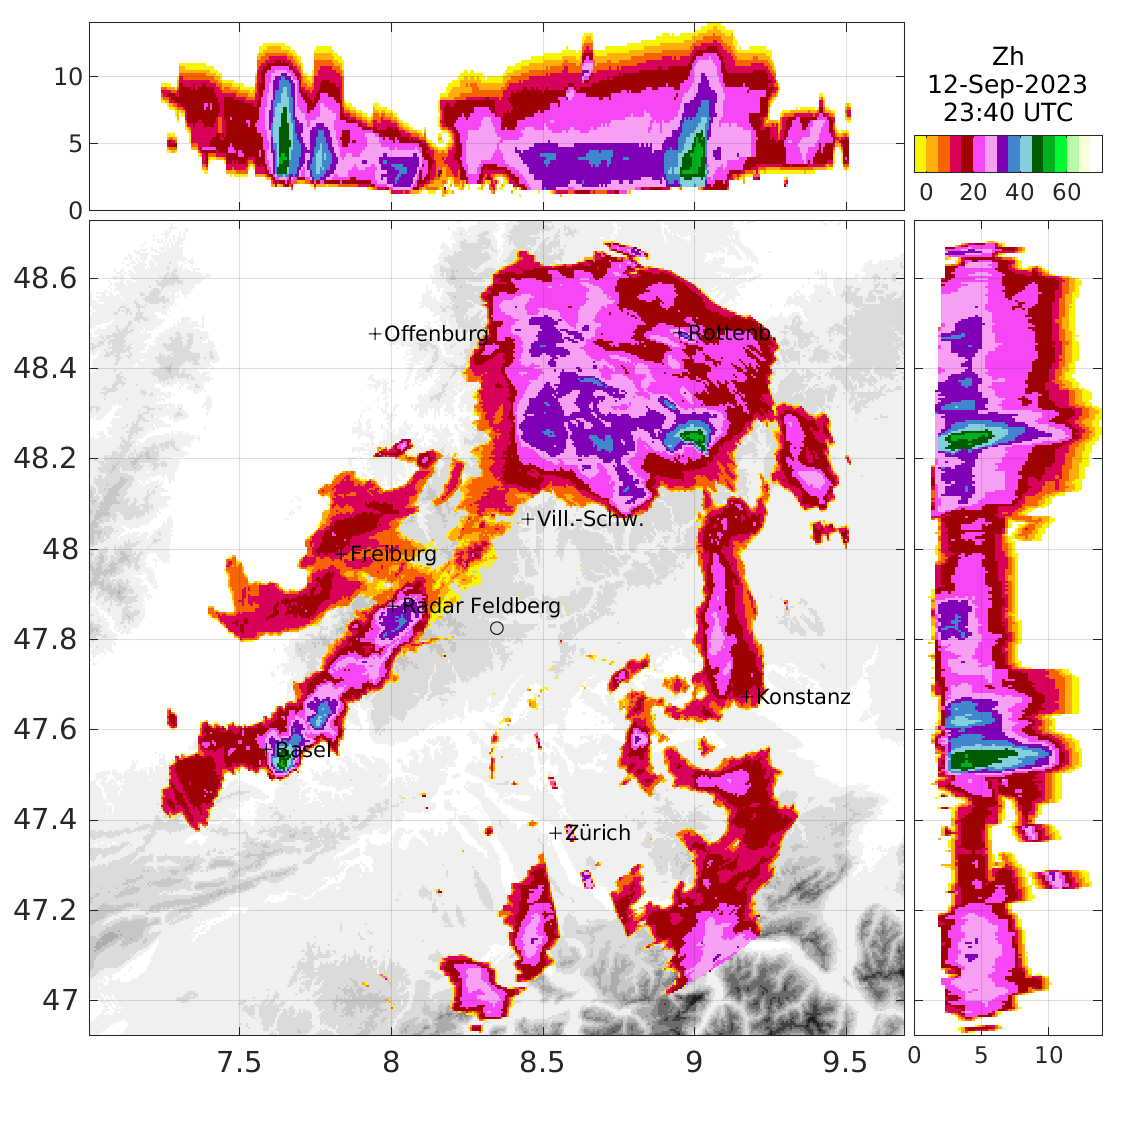 10
5
0
Zh
12-Sep-2023
23:40 UTC
0 20 40 60
48.6
48.4
48.2
48
47.8
47.6
47.4
47.2
47
+Offenburg
+Rottenb.
+Vill.-Schw.
+Freiburg
+Radar Feldberg
+Konstanz
+Basel
+Zürich
7.5 8 8.5 9 9.5
0 5 10